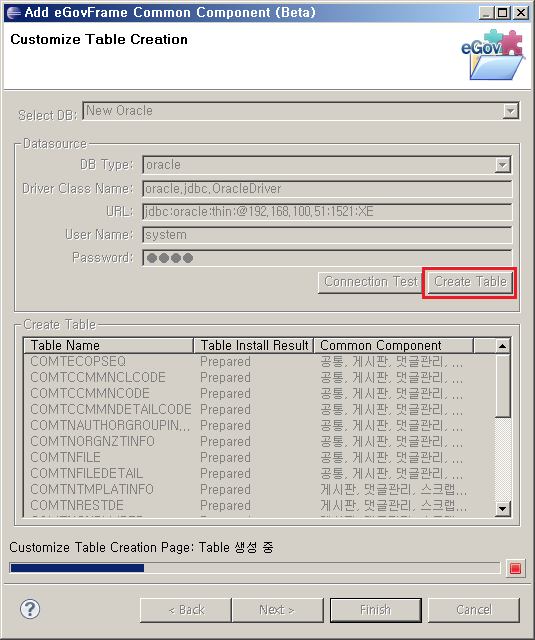 Add eGovFrame Common Component (Beta)
Customize Table Creation
eGov
Select DB: New Oracle
Datasource
DB Type: oracle
Driver Class Name: oracle.jdbc.OracleDriver
URL: jdbc:oracle:thin:@192.168.100.51:1521:XE
User Name: system
Password: ●●●●
Connection Test Create Table
Create Table
Table Name Table Install Result Common Component
COMTECOPSEQ Prepared 공통, 게시판, 댓글관리, ...
COMTCCMMNCLCODE Prepared 공통, 게시판, 댓글관리, ...
COMTCCMMNCODE Prepared 공통, 게시판, 댓글관리, ...
COMTCCMMNDETAILCODE Prepared 공통, 게시판, 댓글관리, ...
COMTNAUTHORGROUPIN... Prepared 공통, 게시판, 댓글관리, ...
COMTNORGNZTINFO Prepared 공통, 게시판, 댓글관리, ...
COMTNFILE Prepared 공통, 게시판, 댓글관리, ...
COMTNFILEDETAIL Prepared 공통, 게시판, 댓글관리, ...
COMTNTMPLATINFO Prepared 게시판, 댓글관리, 스크랩...
COMTNRESTDE Prepared 게시판, 댓글관리, 스크랩...
Customize Table Creation Page: Table 생성 중
? < Back Next > Finish Cancel